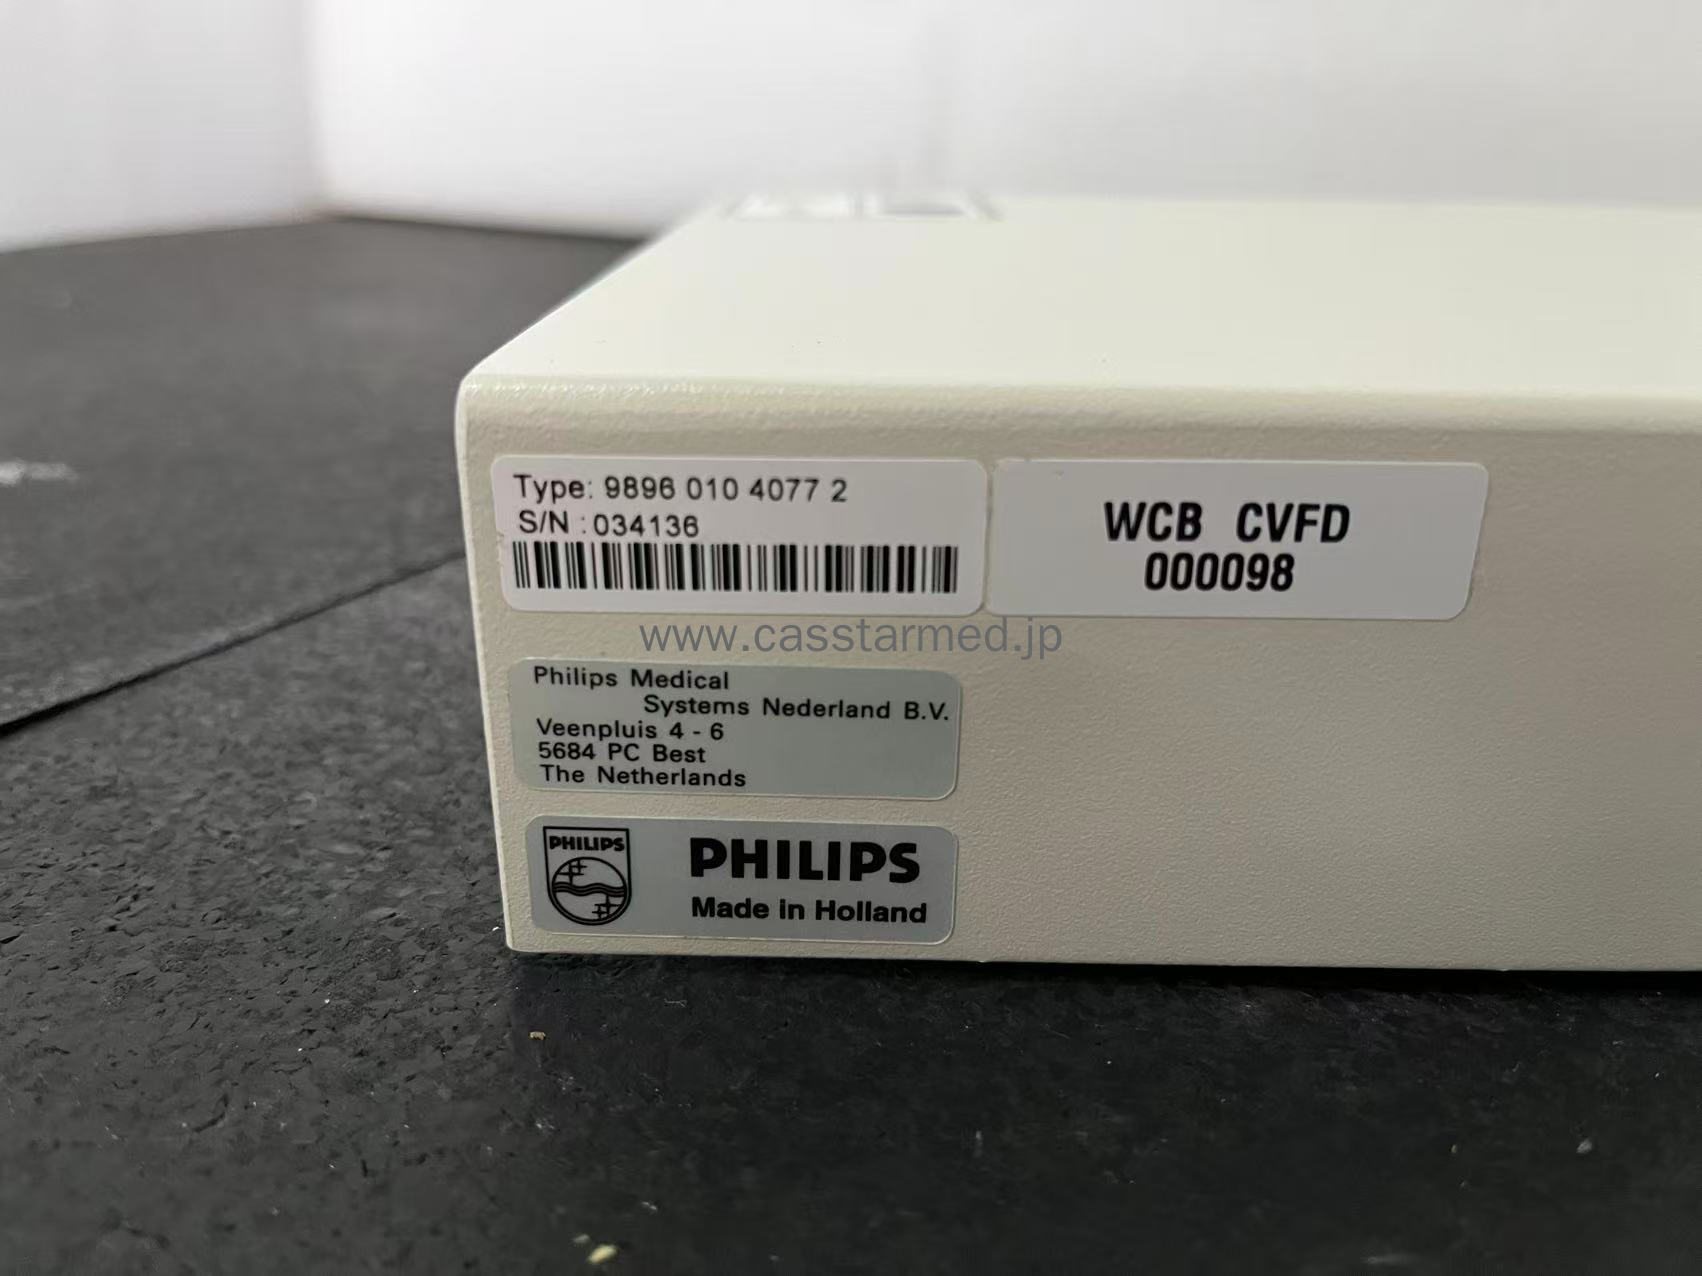 Type: 9896 010 4077 2
S/N : 034136
WCB CVFD
000098
www.casstarmed.jp
Philips Medical
Systems Nederland B.V.
Veenpluis 4 - 6
5684 PC Best
The Netherlands
PHILIPS
PHILIPS
Made in Holland